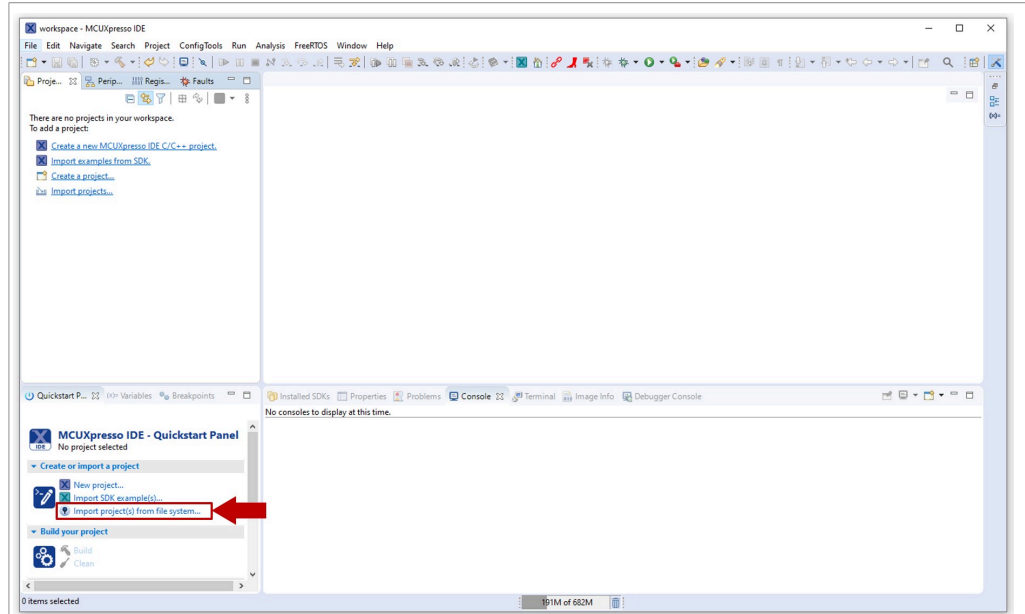 workspace - MCUXpresso IDE
File Edit Navigate Search Project ConfigTools Run Analysis FreeRTOS Window Help
Proje... Perip... Regis... Faults
There are no projects in your workspace.
To add a project:
Create a new MCUXpresso IDE C/C++ project.
Import examples from SDK.
Create a project...
Import projects...
Quickstart P... (x)= Variables Breakpoints
Installed SDKs Properties Problems Console Terminal Image Info Debugger Console
No consoles to display at this time.
IDE
MCUXpresso IDE - Quickstart Panel
No project selected
Create or import a project
New project...
Import SDK example(s)...
Import project(s) from file system...
Build your project
Build
Clean
0 items selected
191M of 682M
(x)=